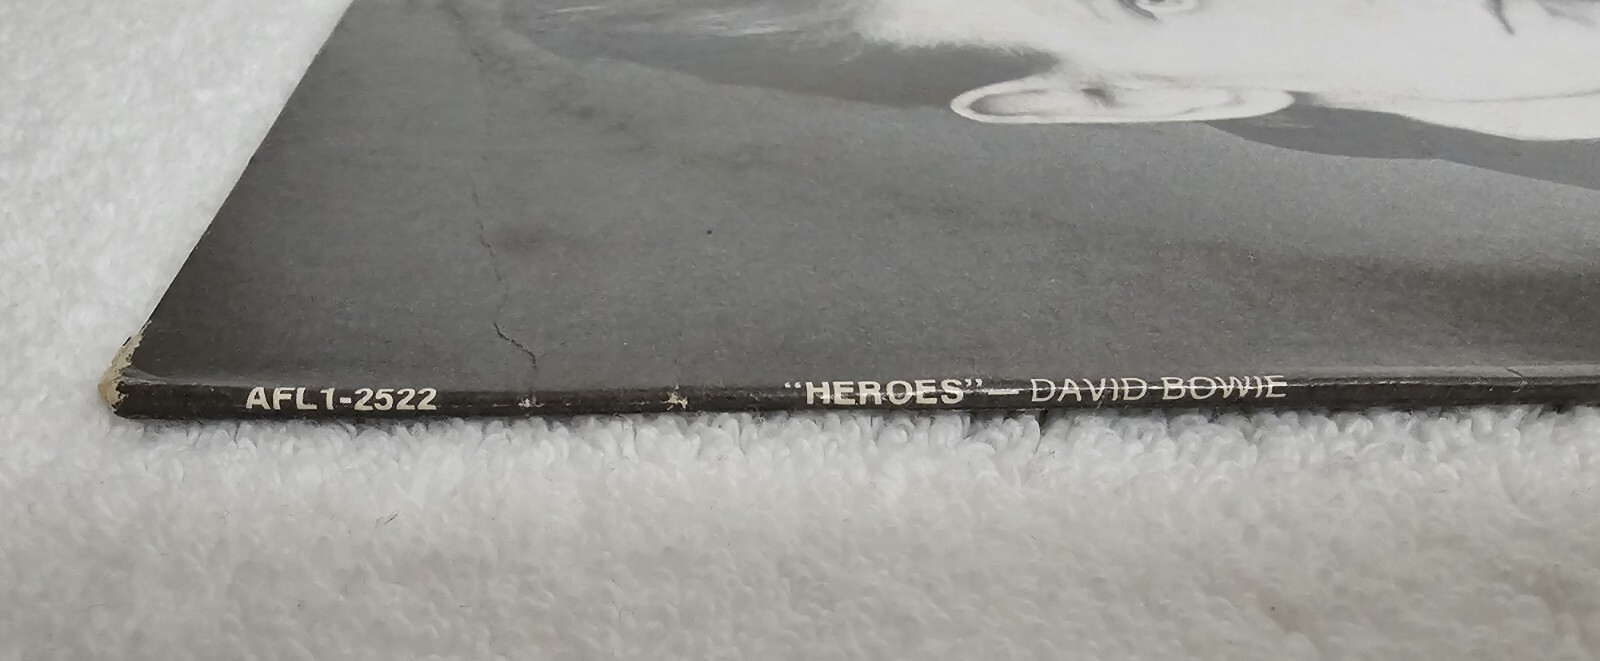 AFL1-2522 “HEROES” — DAVID BOWIE